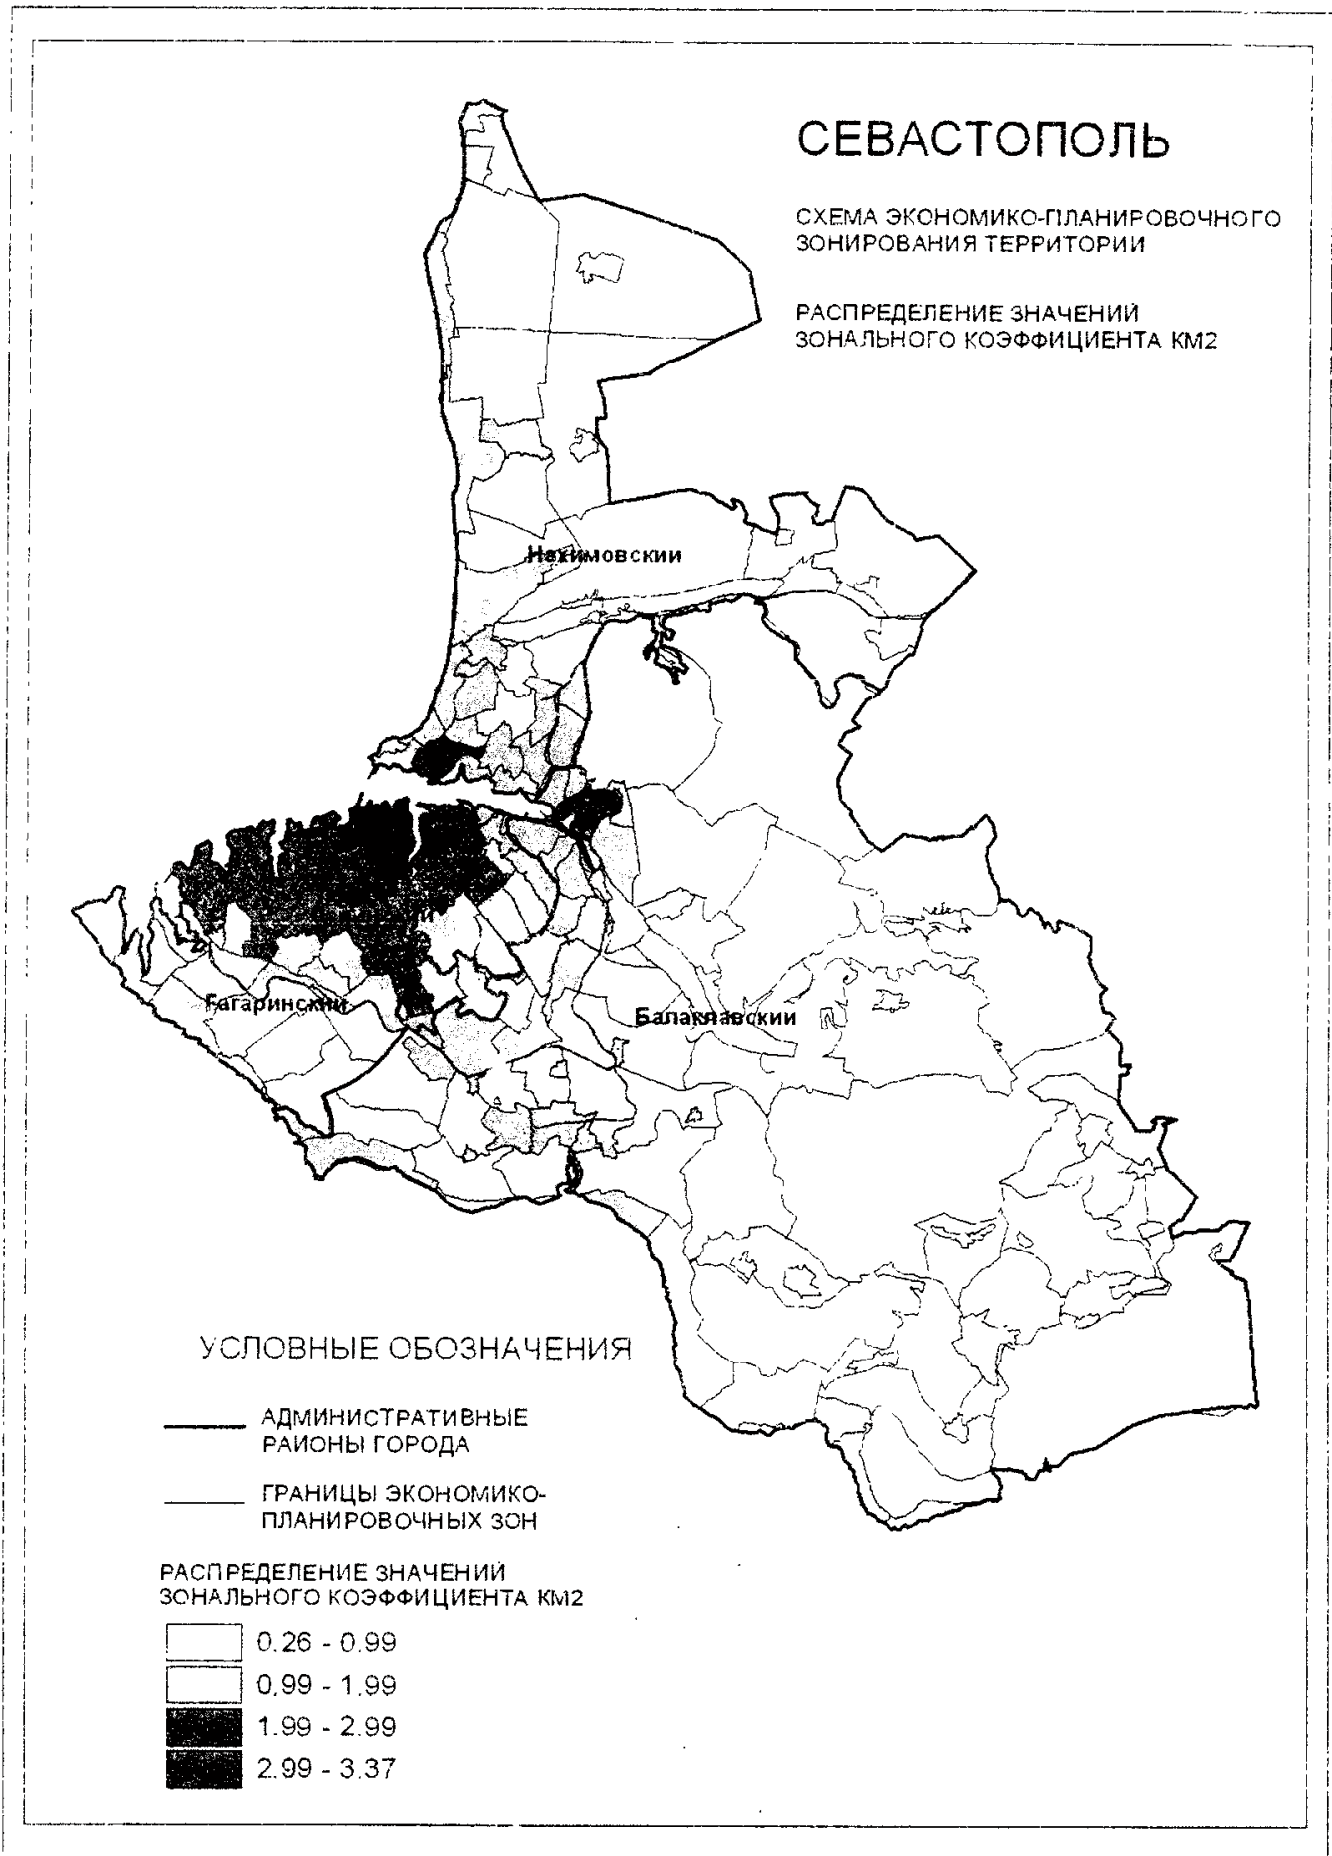 СЕВАСТОПОЛЬ
СХЕМА ЭКОНОМИКО-ПЛАНИРОВОЧНОГО
ЗОНИРОВАНИЯ ТЕРРИТОРИИ
РАСПРЕДЕЛЕНИЕ ЗНАЧЕНИЙ
ЗОНАЛЬНОГО КОЭФФИЦИЕНТА КМ2
Нахимовский
Гагаринский
Балаклавский
УСЛОВНЫЕ ОБОЗНАЧЕНИЯ
АДМИНИСТРАТИВНЫЕ
РАЙОНЫ ГОРОДА
ГРАНИЦЫ ЭКОНОМИКО-
ПЛАНИРОВОЧНЫХ ЗОН
РАСПРЕДЕЛЕНИЕ ЗНАЧЕНИЙ
ЗОНАЛЬНОГО КОЭФФИЦИЕНТА КМ2
0.26 - 0.99
0,99 - 1.99
1.99 - 2.99
2.99 - 3.37